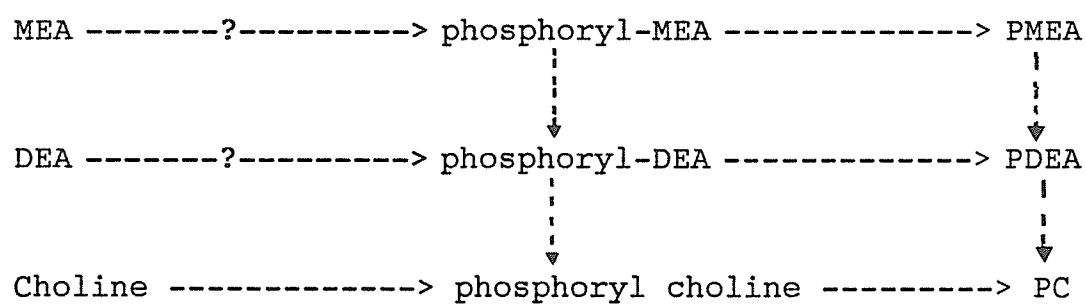 MEA -------?---------> phosphoryl-MEA -------------> PMEA
DEA -------?---------> phosphoryl-DEA -------------> PDEA
Choline -------------> phosphoryl choline ---------> PC